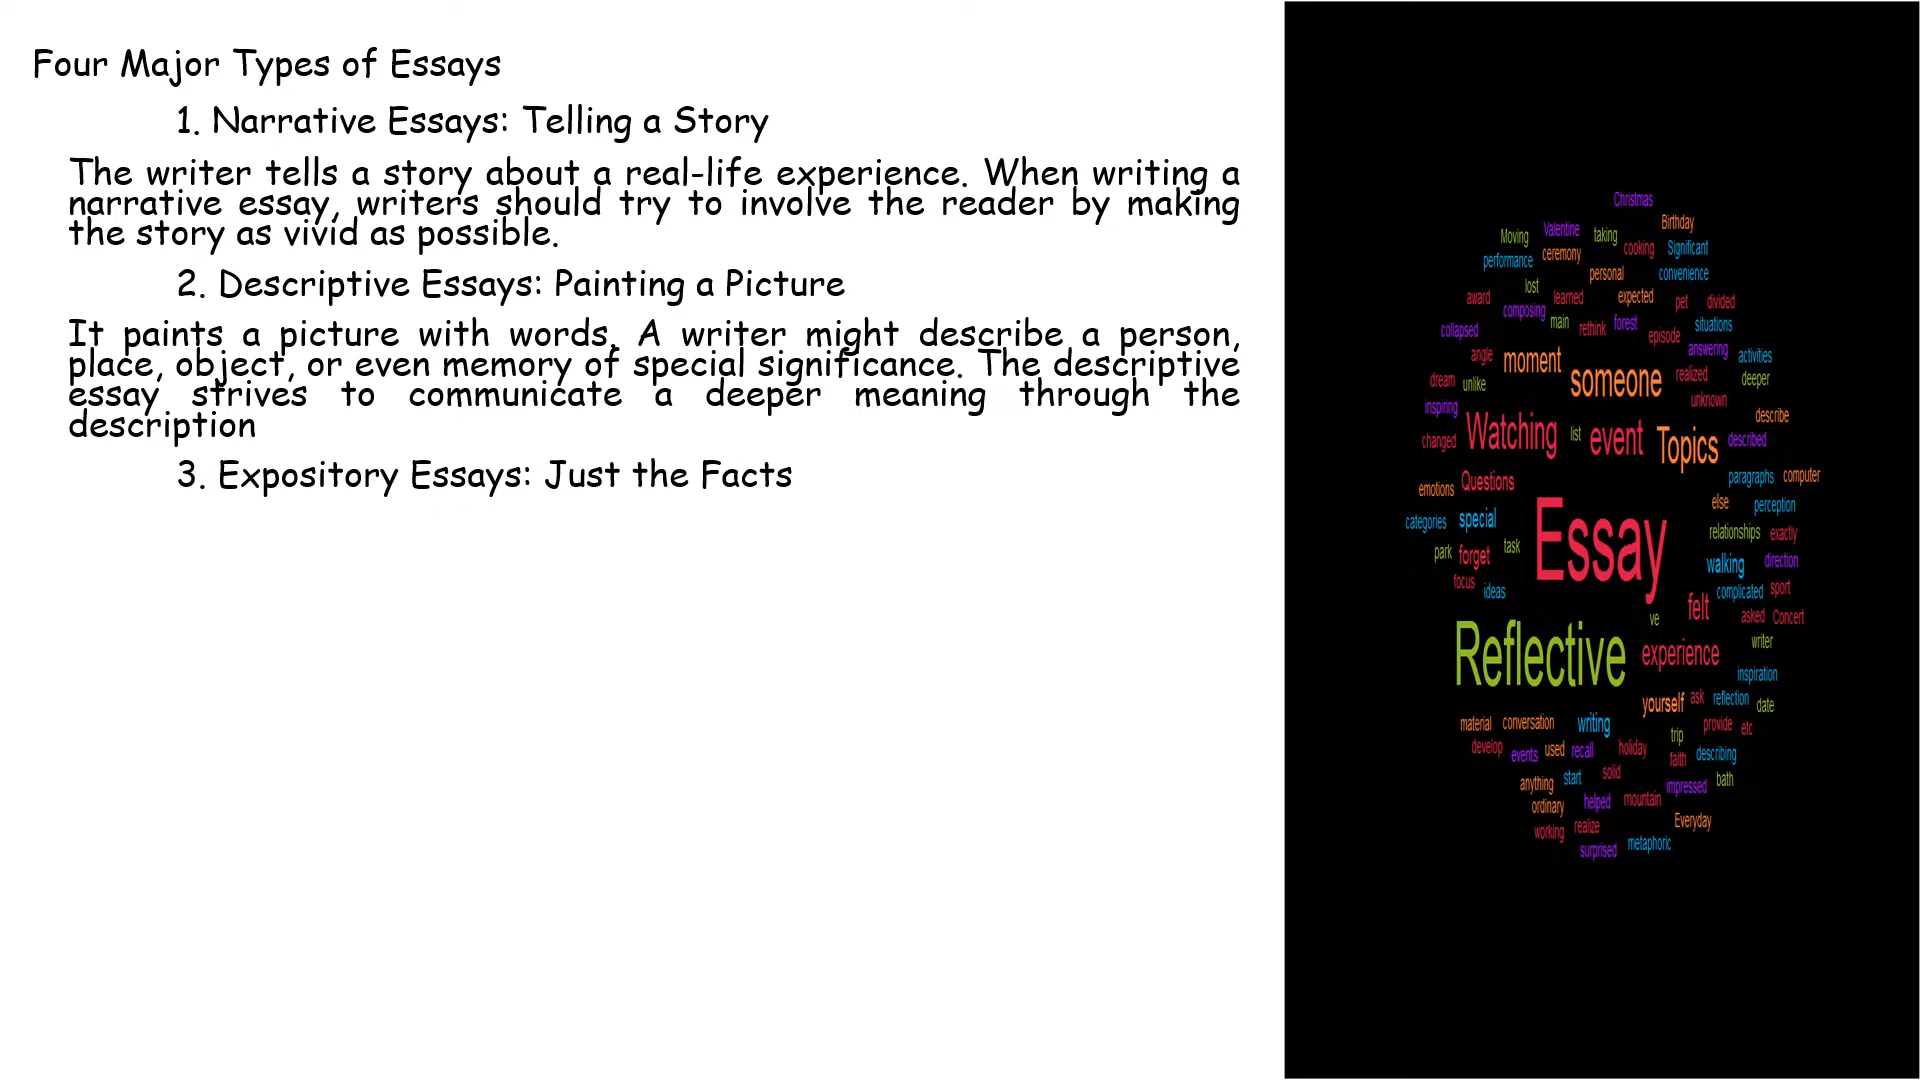 Four Major Types of Essays
1. Narrative Essays: Telling a Story
The writer tells a story about a real-life experience. When writing a
narrative essay, writers should try to involve the reader by making
the story as vivid as possible.
2. Descriptive Essays: Painting a Picture
It paints a picture with words. A writer might describe a person,
place, object, or even memory of special significance. The descriptive
essay strives to communicate a deeper meaning through the
description
3. Expository Essays: Just the Facts
Christmas
Birthday
Moving Valentine taking
performance ceremony cooking Significant
personal convenience
lost
award learned expected pet divided
composing
collapsed main rethink forest episode situations
angle moment answering activities
dream unlike someone realized deeper
inspiring unknown
changed Watching list event Topics described describe
emotions Questions paragraphs computer
categories special else perception
park forget task Essay relationships exactly
focus ideas walking direction
complicated sport
ve felt asked Concert
Reflective experience writer
inspiration
yourself ask reflection date
material conversation writing trip provide etc
develop events used recall holiday faith describing
anything start solid impressed bath
ordinary helped mountain
working realize Everyday
surprised metaphoric